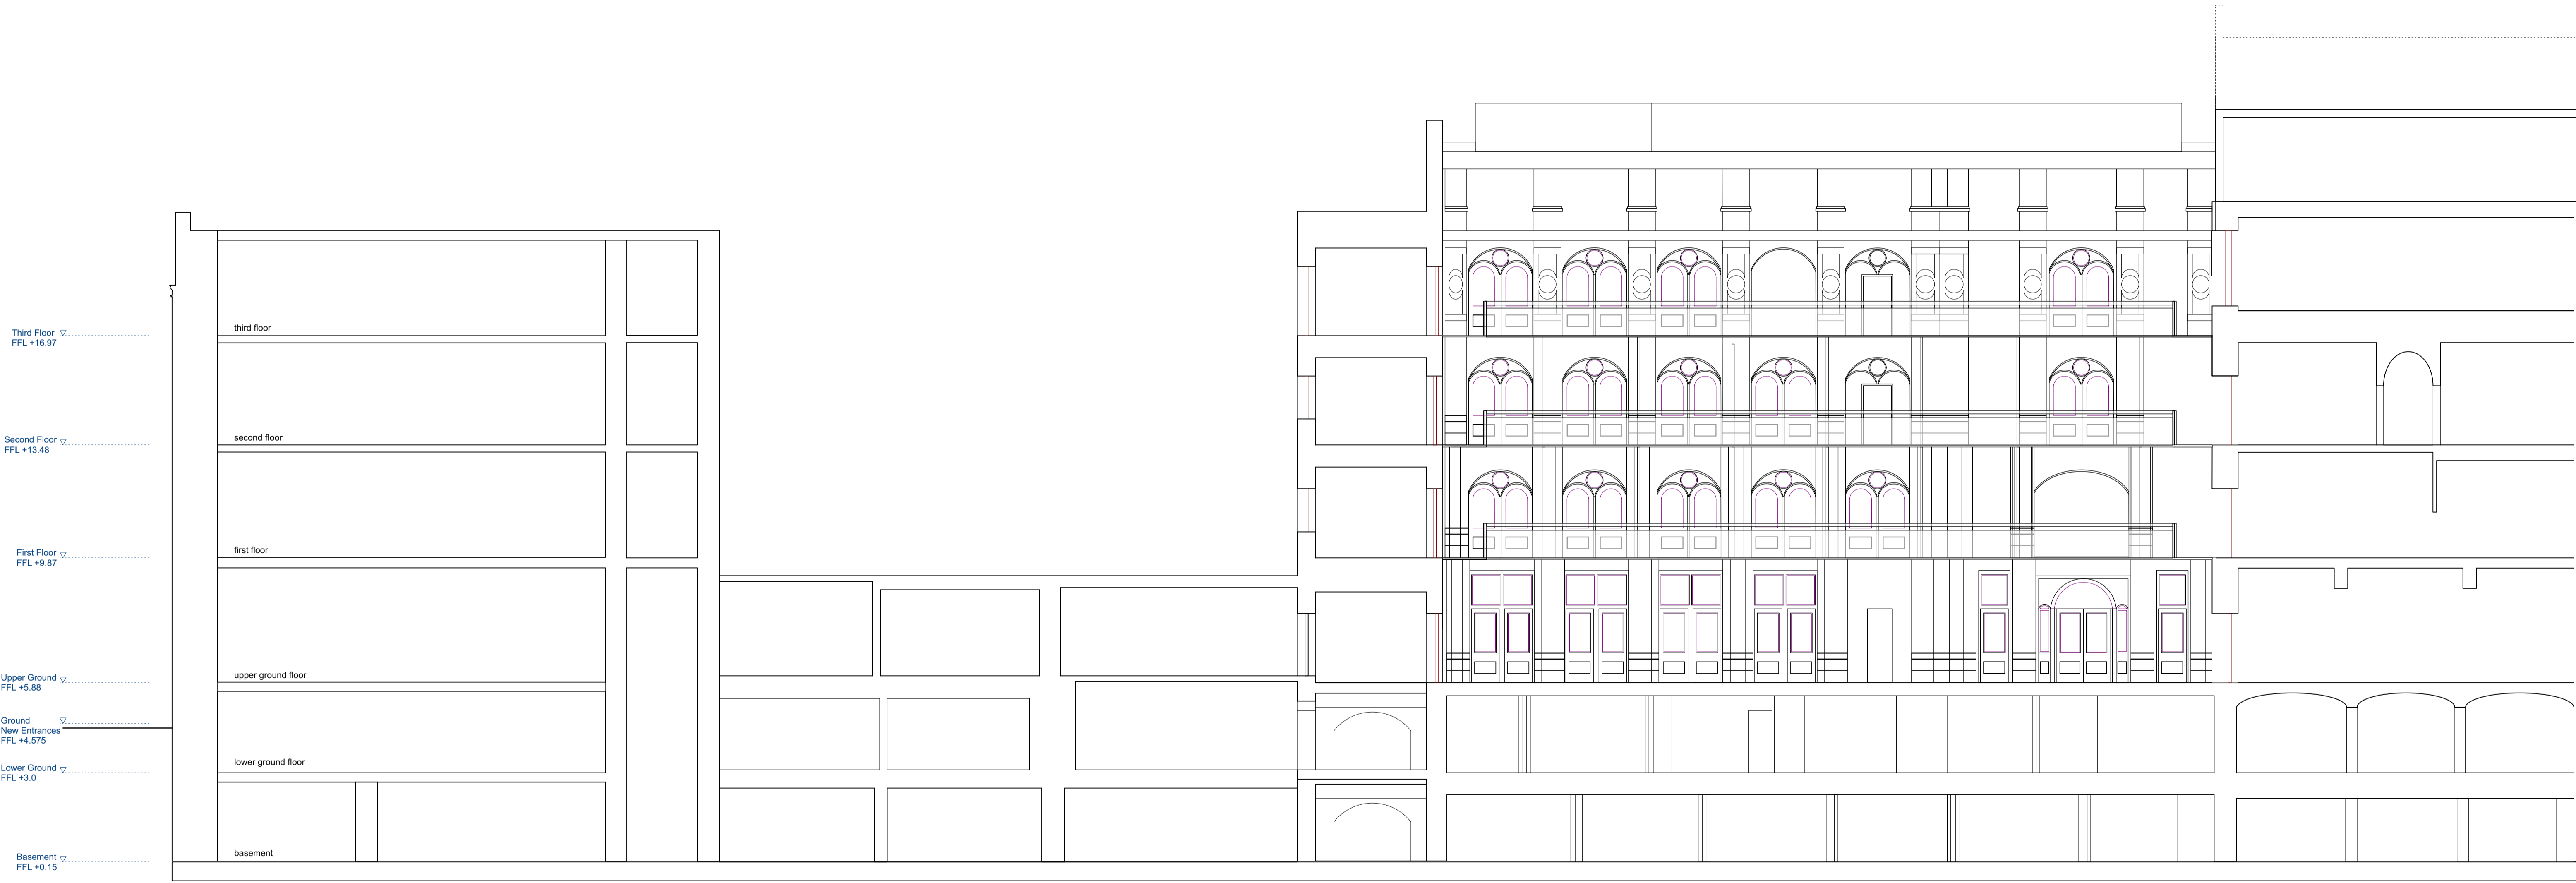 Third Floor
FFL +16.97
third floor
Second Floor
FFL +13.48
second floor
First Floor
FFL +9.87
first floor
Upper Ground
FFL +5.88
upper ground floor
Ground
New Entrances
FFL +4.575
Lower Ground
FFL +3.0
lower ground floor
Basement
FFL +0.15
basement